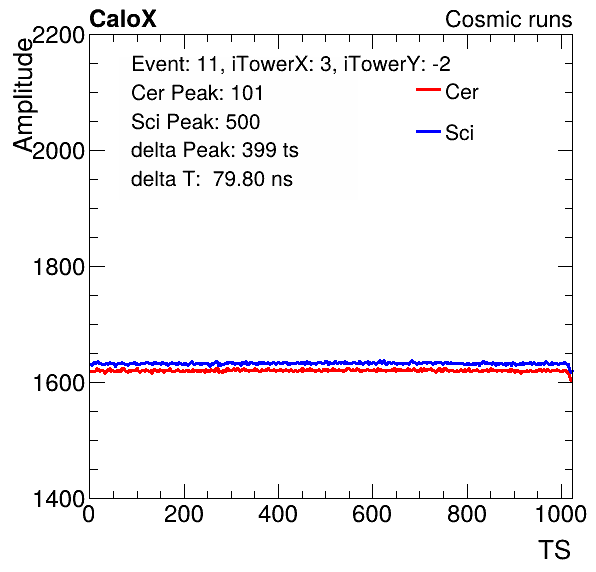 CaloX Cosmic runs
Amplitude
2200
2000
1800
1600
1400
Event: 11, iTowerX: 3, iTowerY: -2
Cer Peak: 101
Sci Peak: 500
delta Peak: 399 ts
delta T: 79.80 ns
Cer
Sci
0 200 400 600 800 1000
TS